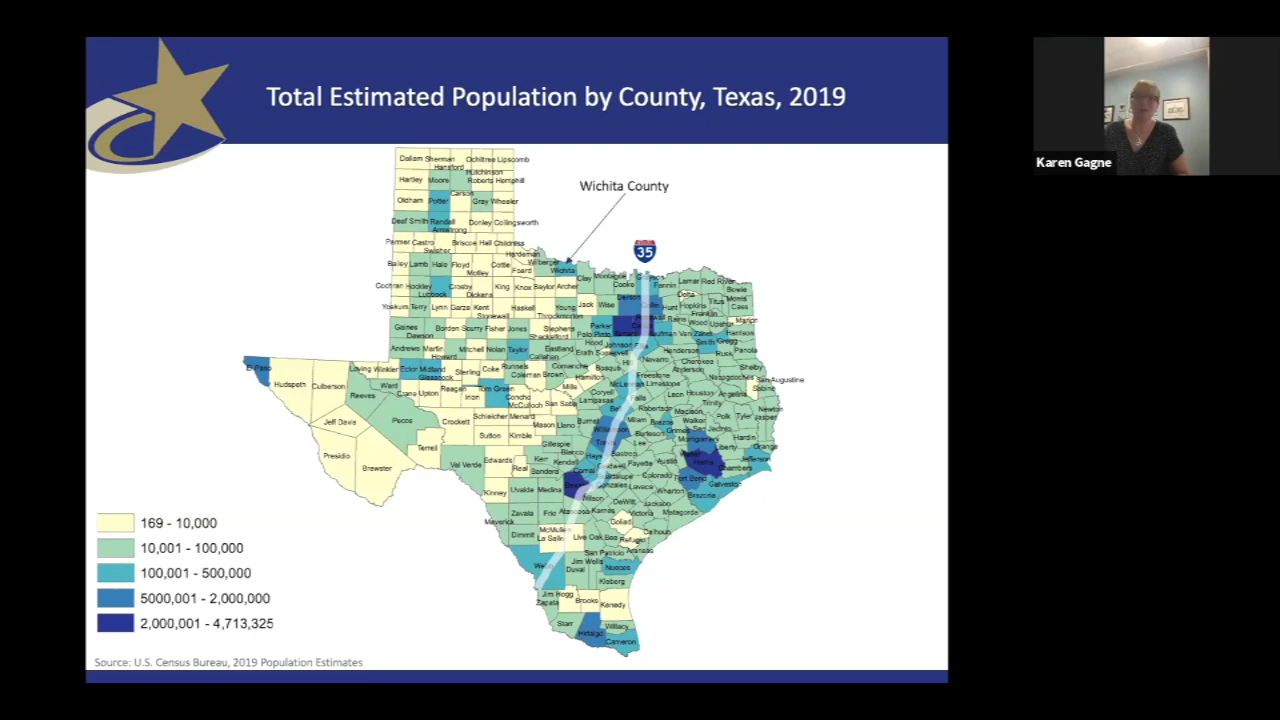 Total Estimated Population by County, Texas, 2019
Karen Gagne
Wichita County
35
Dallam Sherman Ochiltree Lipscomb
Hansford
Hutchinson
Hartley Moore Roberts Hemphill
Carson
Oldham Potter Gray Wheeler
Deaf Smith Randall Donley Collingsworth
Armstrong
Parmer Castro Briscoe Hall Childress
Swisher
Hardeman
Bailey Lamb Hale Floyd Cottle Wilberger
Motley Foard Wichita
Clay Montague Cooke Fannin Lamar Red River
Cochran Hockley Crosby King Knox Baylor Archer
Lubbock Dickens
Delta Bowie
Hopkins Titus Morris
Cass
Yoakum Terry Lynn Garza Kent Haskell Young Jack Wise Denton Collin Hunt
Stonewall Throckmorton
Franklin
Wood Upshur Marion
Gaines Borden Scurry Fisher Jones Stephens Parker
Dawson Shackelford Palo Pinto
Van Zandt Harrison
Smith Gregg
Andrews Martin Mitchell Nolan Taylor Eastland Hood Johnson
Howard Callahan Erath Somervell
Henderson Rusk Panola
Navarro Cherokee
El Paso
Loving Winkler Ector Midland Sterling Coke Runnels Comanche Bosque Hill
Glasscock Coleman Brown Hamilton
Anderson Shelby
Freestone Nacogdoches San Augustine
Hudspeth Culberson Reeves Ward Crane Upton Reagan Irion Tom Green Concho Mills McLennan Limestone
McCulloch San Saba Coryell
Lampasas Falls
Leon Houston Angelina Sabine
Trinity
Jeff Davis Pecos Crockett Schleicher Menard Mason Llano Burnet Bell Milam Robertson
Madison Walker Polk Tyler Jasper Newton
Brazos Grimes San Jacinto
Sutton Kimble Gillespie Williamson Burleson
Travis Lee Montgomery Hardin
Liberty Orange
Presidio Brewster Terrell Blanco Hays Bastrop
Val Verde Edwards Kerr Kendall Comal Caldwell Fayette Austin Harris Jefferson
Real Bandera Guadalupe Colorado Chambers
Fort Bend
Kinney Uvalde Medina Bexar Gonzales Lavaca Wharton Brazoria Galveston
Wilson
DeWitt Jackson Matagorda
Maverick Zavala Frio Atascosa Karnes Victoria
Goliad
Dimmit McMullen Live Oak Bee Refugio Calhoun
La Salle
San Patricio Aransas
Webb Duval Jim Wells Nueces
Kleberg
Jim Hogg Brooks Kenedy
Zapata
Starr Hidalgo Willacy
Cameron
169 - 10,000
10,001 - 100,000
100,001 - 500,000
5000,001 - 2,000,000
2,000,001 - 4,713,325
Source: U.S. Census Bureau, 2019 Population Estimates